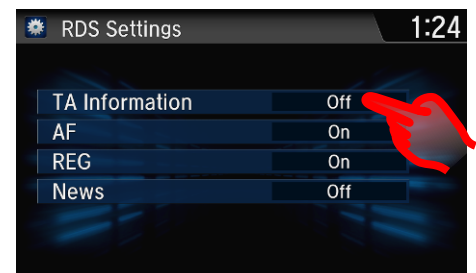 RDS Settings 1:24
TA Information Off
AF On
REG On
News Off